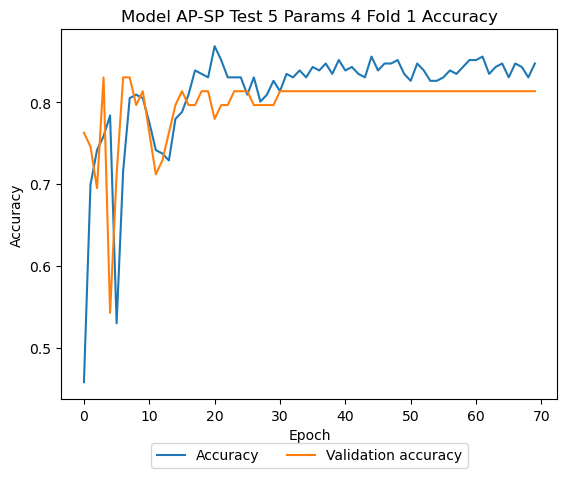 Model AP-SP Test 5 Params 4 Fold 1 Accuracy
Accuracy
0.8
0.7
0.6
0.5
0 10 20 30 40 50 60 70
Epoch
Accuracy Validation accuracy